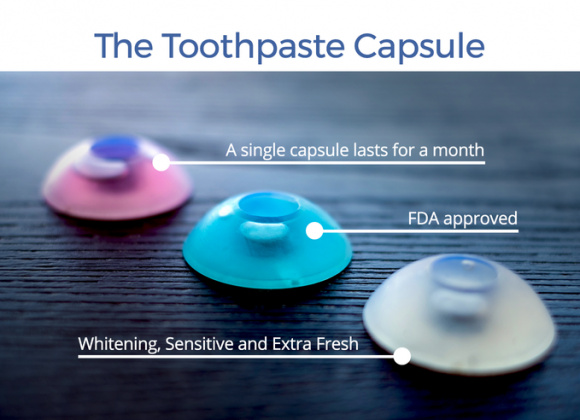 The Toothpaste Capsule
A single capsule lasts for a month
FDA approved
Whitening, Sensitive and Extra Fresh